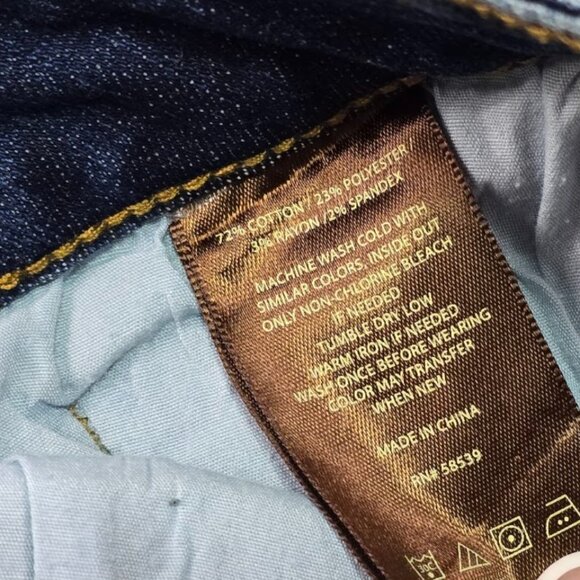 72% COTTON / 23% POLYESTER /
3% RAYON /2% SPANDEX
MACHINE WASH COLD WITH
SIMILAR COLORS. INSIDE OUT
ONLY NON-CHLORINE BLEACH
IF NEEDED
TUMBLE DRY LOW
WARM IRON IF NEEDED
WASH ONCE BEFORE WEARING
COLOR MAY TRANSFER
WHEN NEW
MADE IN CHINA
RN# 58539
30C